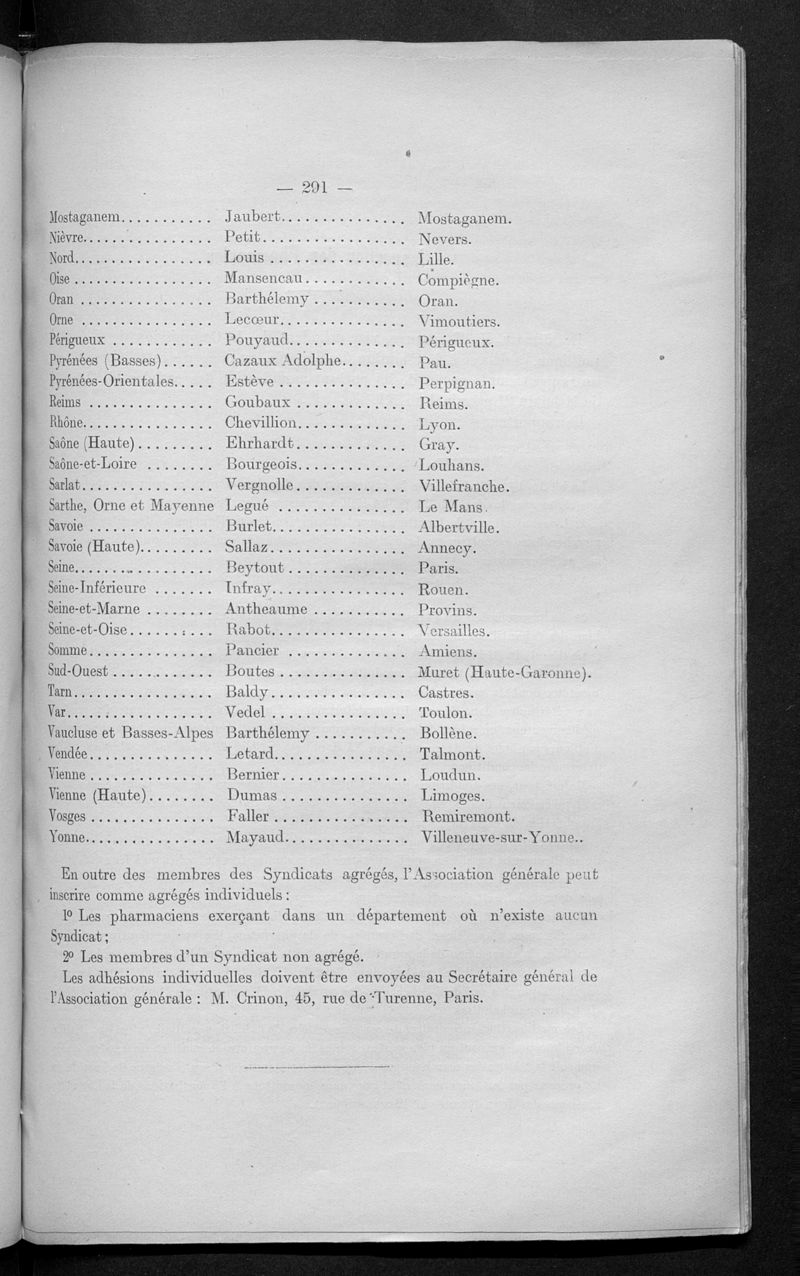 — 291 —
Mostaganem........... Jaubert............... Mostaganem.
Nièvre................ Petit................. Nevers.
Nord................. Louis ................ Lille.
Oise ................. Mansencau ............ Compiègne.
Oran ................ Barthélemy ........... Oran.
Orne ................ Lecœur............... Vimoutiers.
Périgueux ............ Pouyaud.............. Périgueux.
Pyrénées (Basses) ...... Cazaux Adolphe........ Pau.
Pyrénées-Orientales..... Estève ............... Perpignan.
Reims ............... Goubaux ............. Reims.
Rhône................ Chevillion............. Lyon.
Saône (Haute) ......... Ehrhardt............. Gray.
Saône-et-Loire ........ Bourgeois............. Louhans.
Sarlat................ Vergnolle............. Villefranche.
Sarthe, Orne et Mayenne Legué ............... Le Mans.
Savoie ............... Burlet................ Albertville.
Savoie (Haute)......... Sallaz................. Annecy.
Seine................. Beytout .............. Paris.
Seine-Inférieure ....... Infray................ Rouen.
Seine-et-Marne ........ Antheaume ........... Provins.
Seine-et-Oise........... Rabot................ Versailles.
Somme............... Pancier .............. Amiens.
Sud-Ouest ............ Boutes ............... Muret (Haute-Garonne).
Tarn................. Baldy................ Castres.
Var.................. Vedel ................ Toulon.
Vaucluse et Basses-Alpes Barthélemy ........... Bollène.
Vendée............... Letard................ Talmont.
Vienne ............... Bernier............... Loudun.
Vienne (Haute)........ Dumas ............... Limoges.
Vosges ............... Faller ................ Remiremont.
Yonne................ Mayaud............... Villeneuve-sur-Yonne..
En outre des membres des Syndicats agrégés, l'Association générale peut
inscrire comme agrégés individuels :
1º Les pharmaciens exerçant dans un département où n'existe aucun
Syndicat ;
2º Les membres d'un Syndicat non agrégé.
Les adhésions individuelles doivent être envoyées au Secrétaire général de
l'Association générale : M. Crinon, 45, rue de Turenne, Paris.